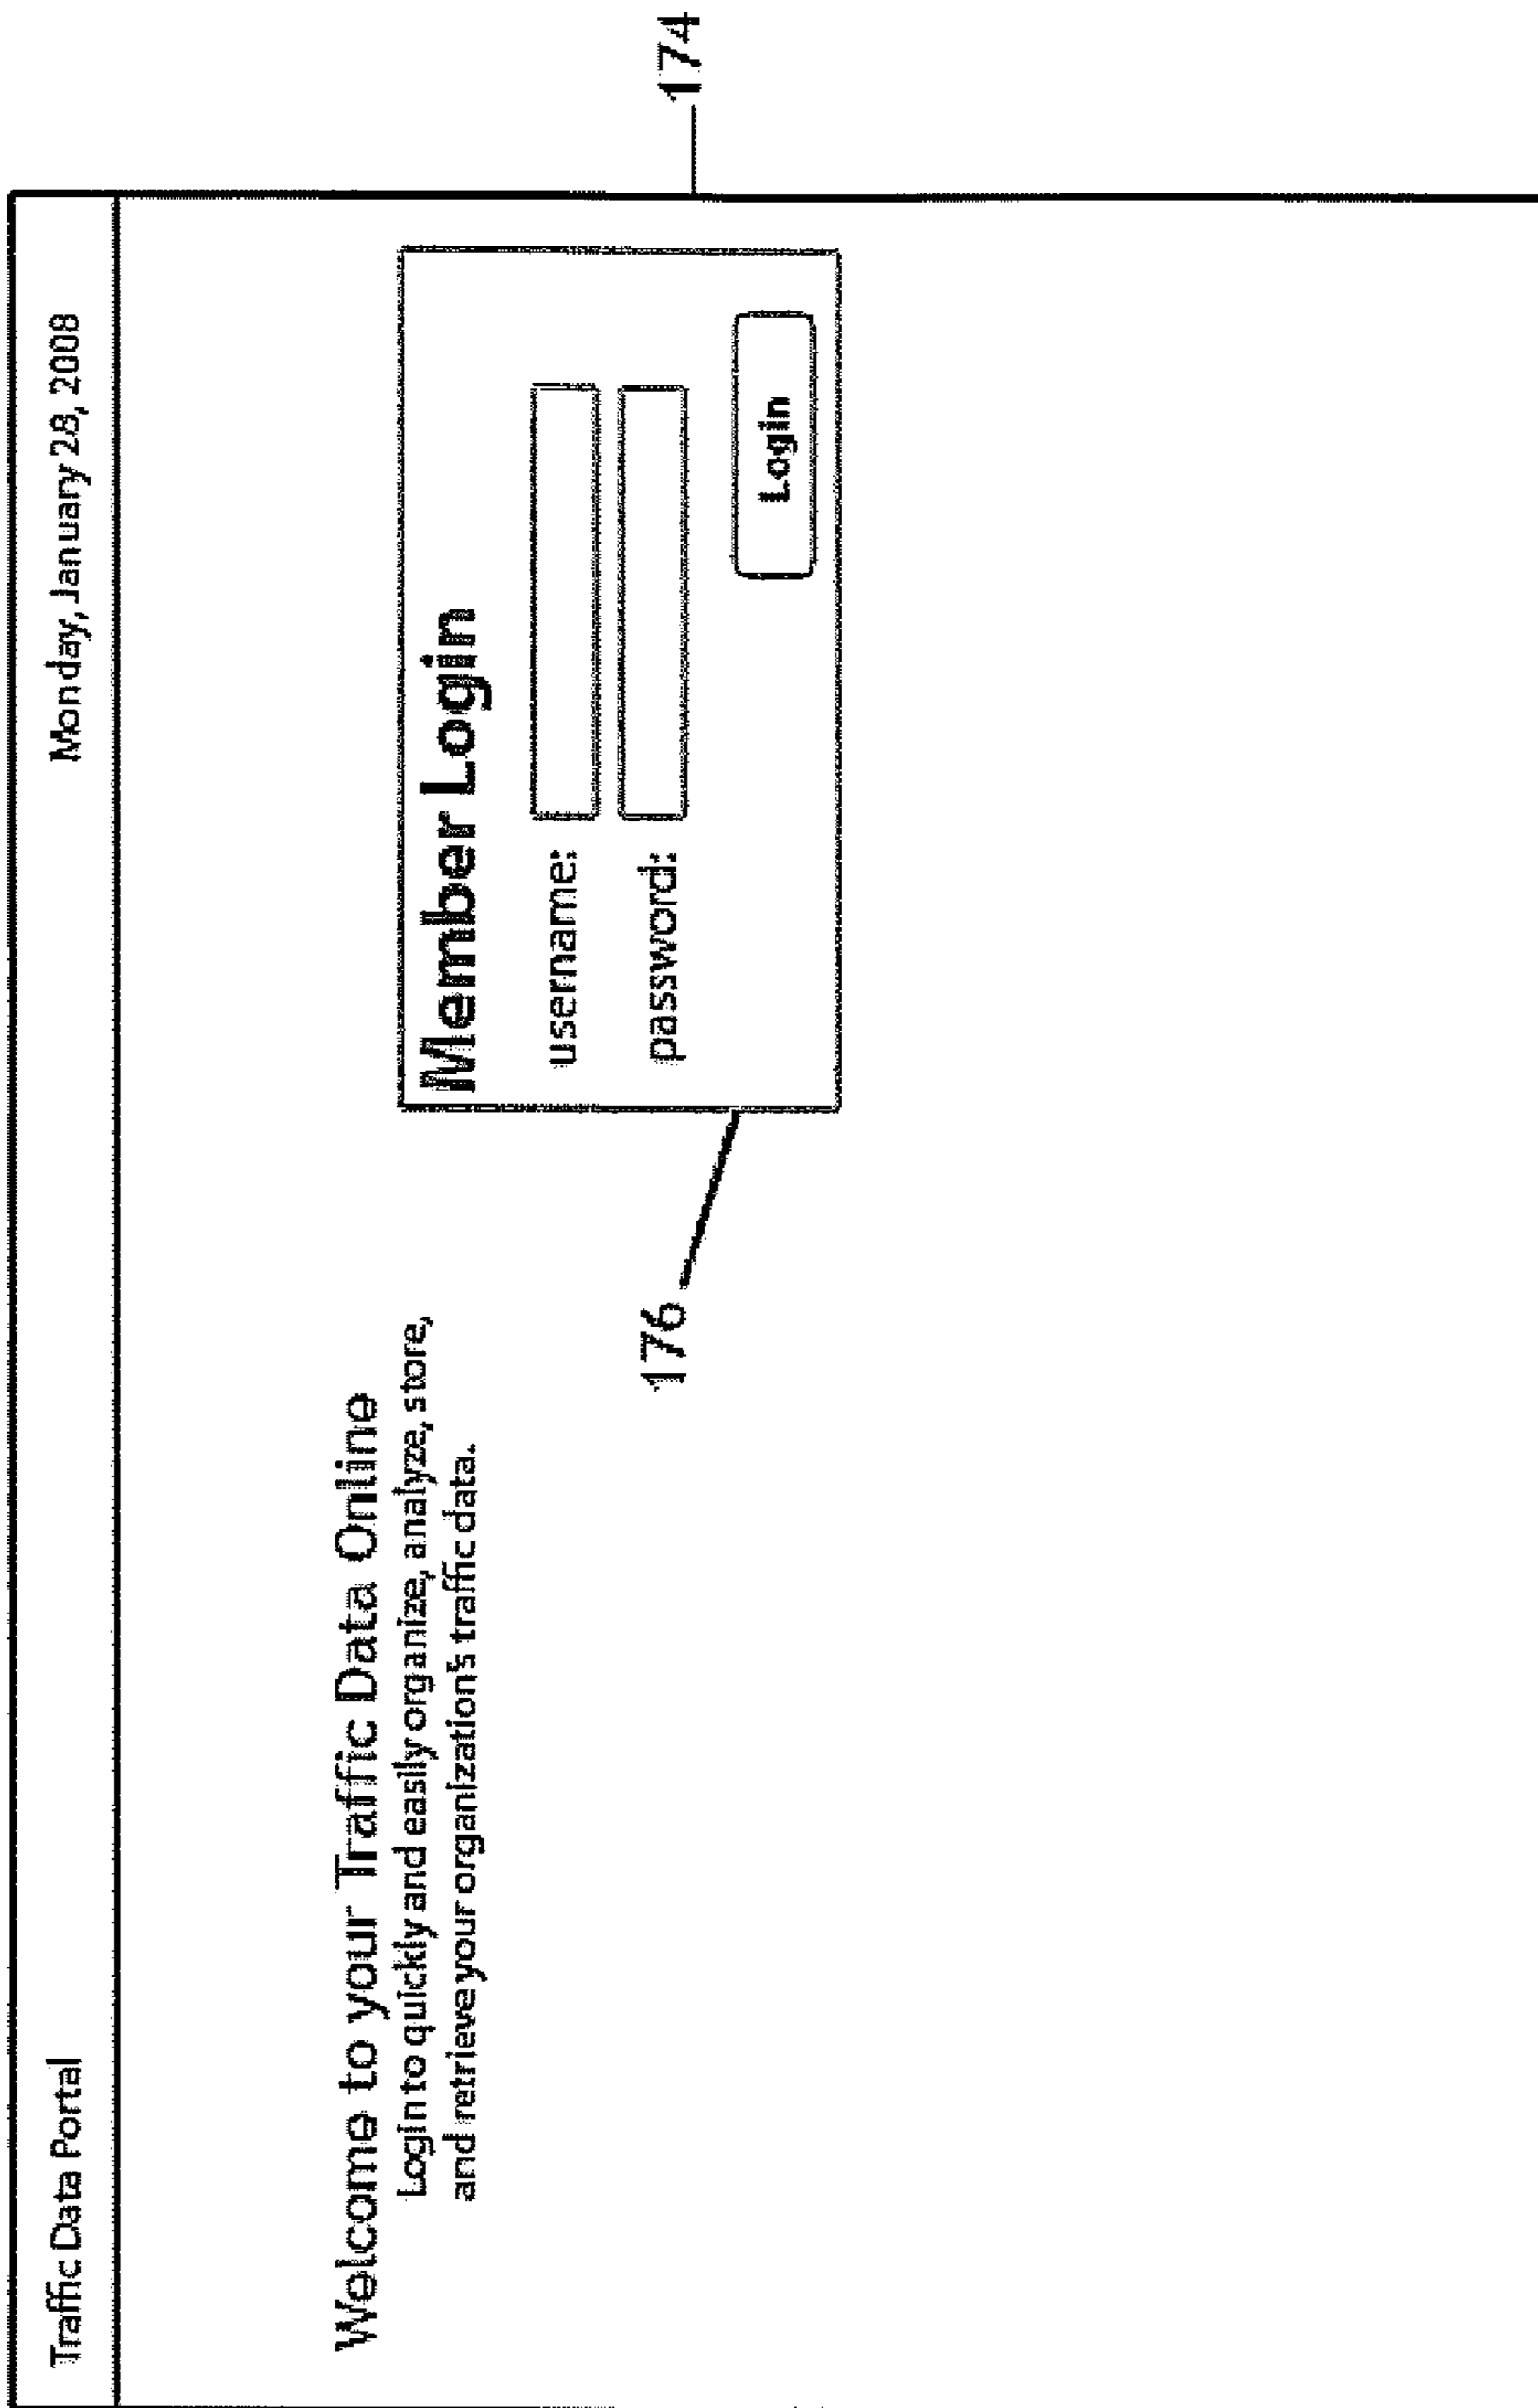 Traffic Data Portal
Monday, January 28, 2008
Welcome to your Traffic Data Online
Login to quickly and easily organize, analyze, store,
and retrieve your organization's traffic data.
Member Login
username:
password:
Login
176
174